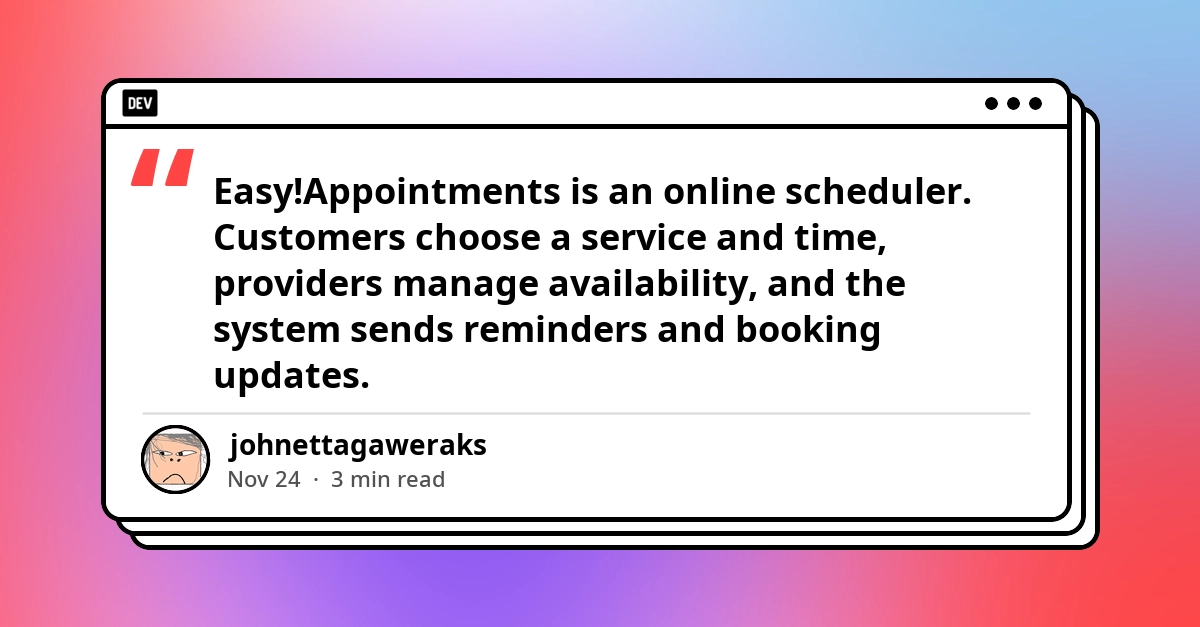 DEV
Easy!Appointments is an online scheduler.
Customers choose a service and time,
providers manage availability, and the
system sends reminders and booking
updates.
johnettagaweraks
Nov 24 · 3 min read